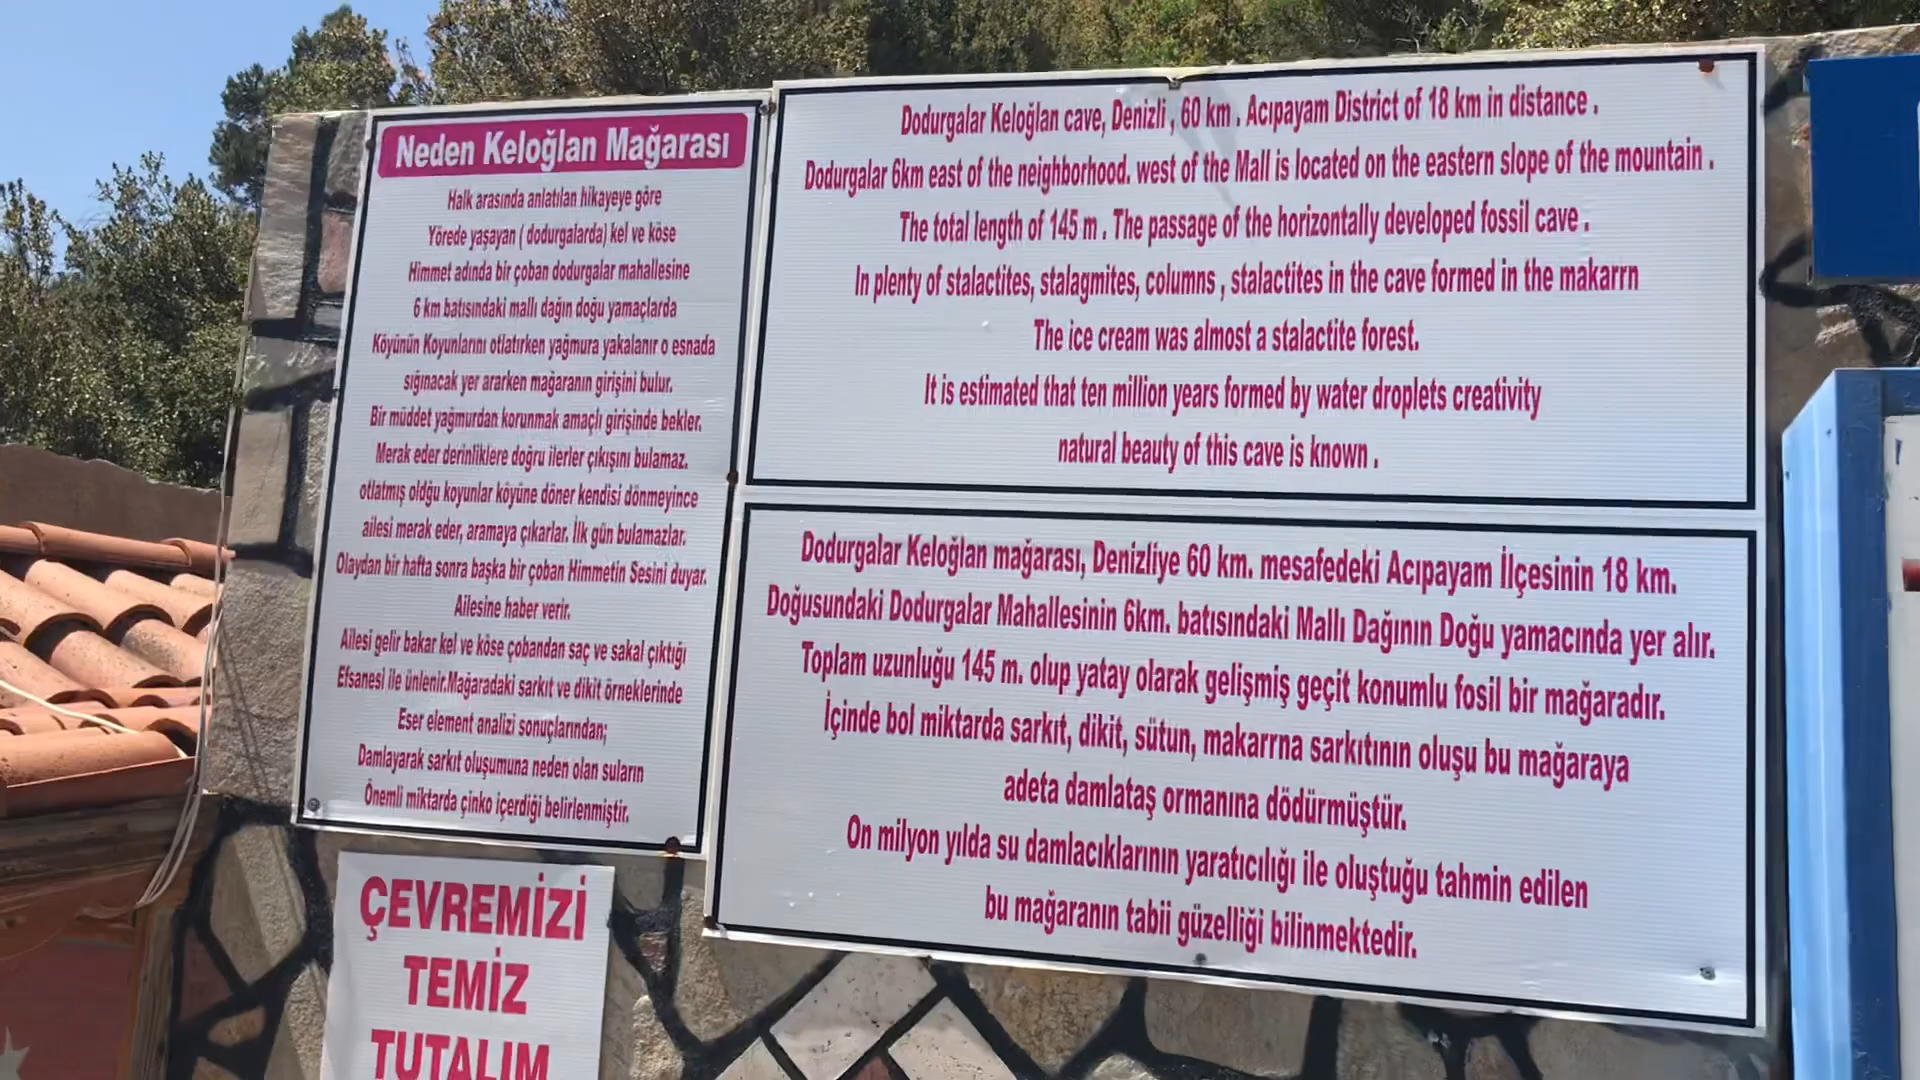 Neden Keloğlan Mağarası
Halk arasında anlatılan hikayeye göre
Yörede yaşayan ( dodurgalarda) kel ve köse
Himmet adında bir çoban dodurgalar mahallesine
6 km batısındaki mallı dağın doğu yamaçlarda
Köyünün Koyunlarını otlatırken yağmura yakalanır o esnada
sığınacak yer ararken mağaranın girişini bulur.
Bir müddet yağmurdan korunmak amaçlı girişinde bekler.
Merak eder derinliklere doğru ilerler çıkışını bulamaz.
otlatmış oldğu koyunlar köyüne döner kendisi dönmeyince
ailesi merak eder, aramaya çıkarlar. İlk gün bulamazlar.
Olaydan bir hafta sonra başka bir çoban Himmetin Sesini duyar.
Ailesine haber verir.
Ailesi gelir bakar kel ve köse çobandan saç ve sakal çıktığı
Efsanesi ile ünlenir.Mağaradaki sarkıt ve dikit örneklerinde
Eser element analizi sonuçlarından;
Damlayarak sarkıt oluşumuna neden olan suların
Önemli miktarda çinko içerdiği belirlenmiştir.
ÇEVREMİZİ
TEMİZ
TUTALIM
Dodurgalar Keloğlan cave, Denizli , 60 km . Acıpayam District of 18 km in distance .
Dodurgalar 6km east of the neighborhood. west of the Mall is located on the eastern slope of the mountain .
The total length of 145 m . The passage of the horizontally developed fossil cave .
In plenty of stalactites, stalagmites, columns , stalactites in the cave formed in the makarrn
The ice cream was almost a stalactite forest.
It is estimated that ten million years formed by water droplets creativity
natural beauty of this cave is known .
Dodurgalar Keloğlan mağarası, Denizliye 60 km. mesafedeki Acıpayam İlçesinin 18 km.
Doğusundaki Dodurgalar Mahallesinin 6km. batısındaki Mallı Dağının Doğu yamacında yer alır.
Toplam uzunluğu 145 m. olup yatay olarak gelişmiş geçit konumlu fosil bir mağaradır.
İçinde bol miktarda sarkıt, dikit, sütun, makarrna sarkıtının oluşu bu mağaraya
adeta damlataş ormanına dödürmüştür.
On milyon yılda su damlacıklarının yaratıcılığı ile oluştuğu tahmin edilen
bu mağaranın tabii güzelliği bilinmektedir.